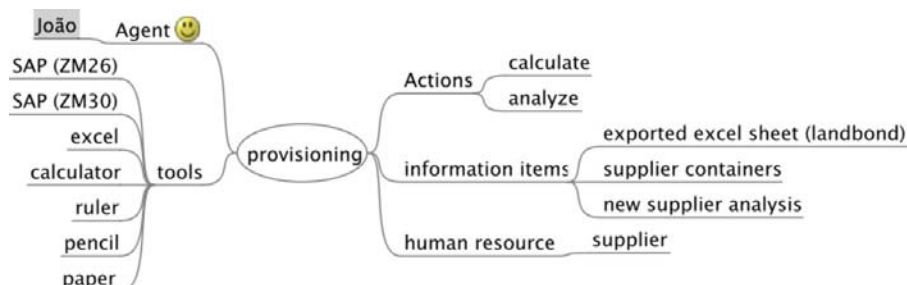 João
Agent
SAP (ZM26)
SAP (ZM30)
excel
calculator
tools
ruler
pencil
paper
provisioning
Actions
calculate
analyze
information items
exported excel sheet (landbond)
supplier containers
new supplier analysis
human resource
supplier